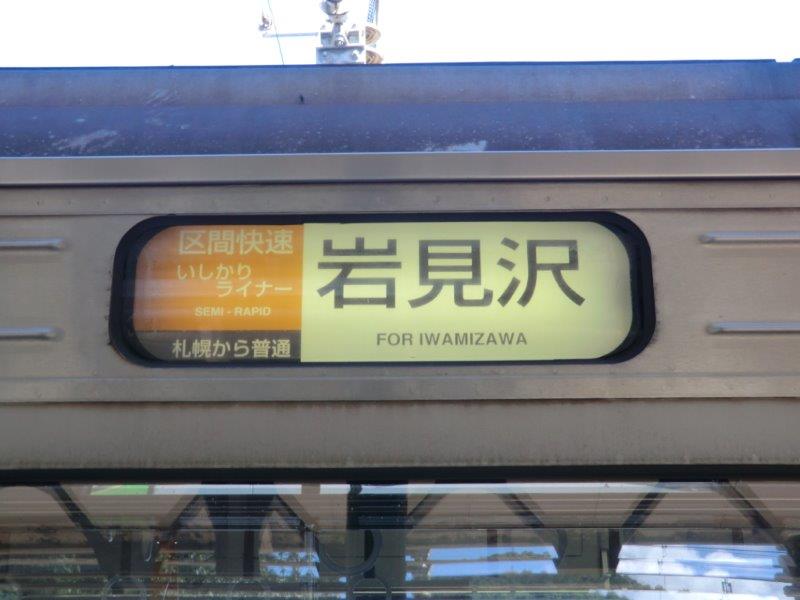 区間快速
いしかり
ライナー
SEMI - RAPID
札幌から普通
岩見沢
FOR IWAMIZAWA